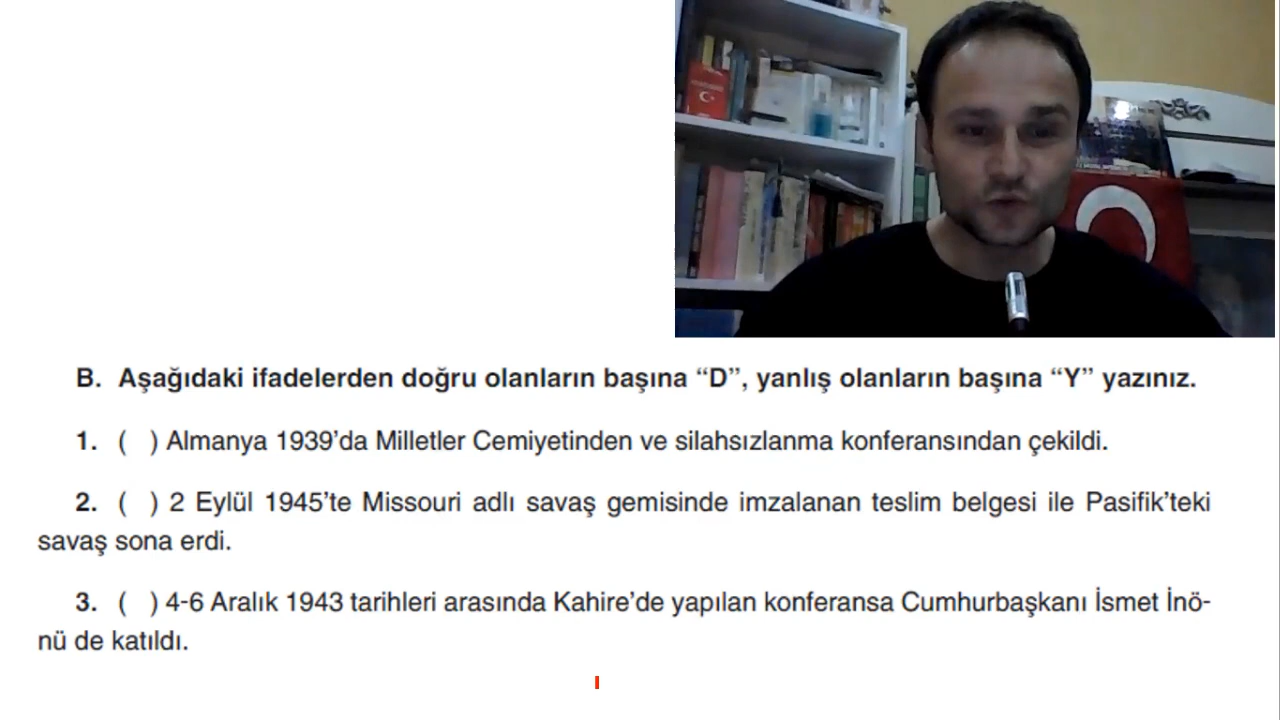 B. Aşağıdaki ifadelerden doğru olanların başına “D”, yanlış olanların başına “Y” yazınız.
1. ( ) Almanya 1939’da Milletler Cemiyetinden ve silahsızlanma konferansından çekildi.
2. ( ) 2 Eylül 1945’te Missouri adlı savaş gemisinde imzalanan teslim belgesi ile Pasifik’teki
savaş sona erdi.
3. ( ) 4-6 Aralık 1943 tarihleri arasında Kahire’de yapılan konferansa Cumhurbaşkanı İsmet İnö-
nü de katıldı.